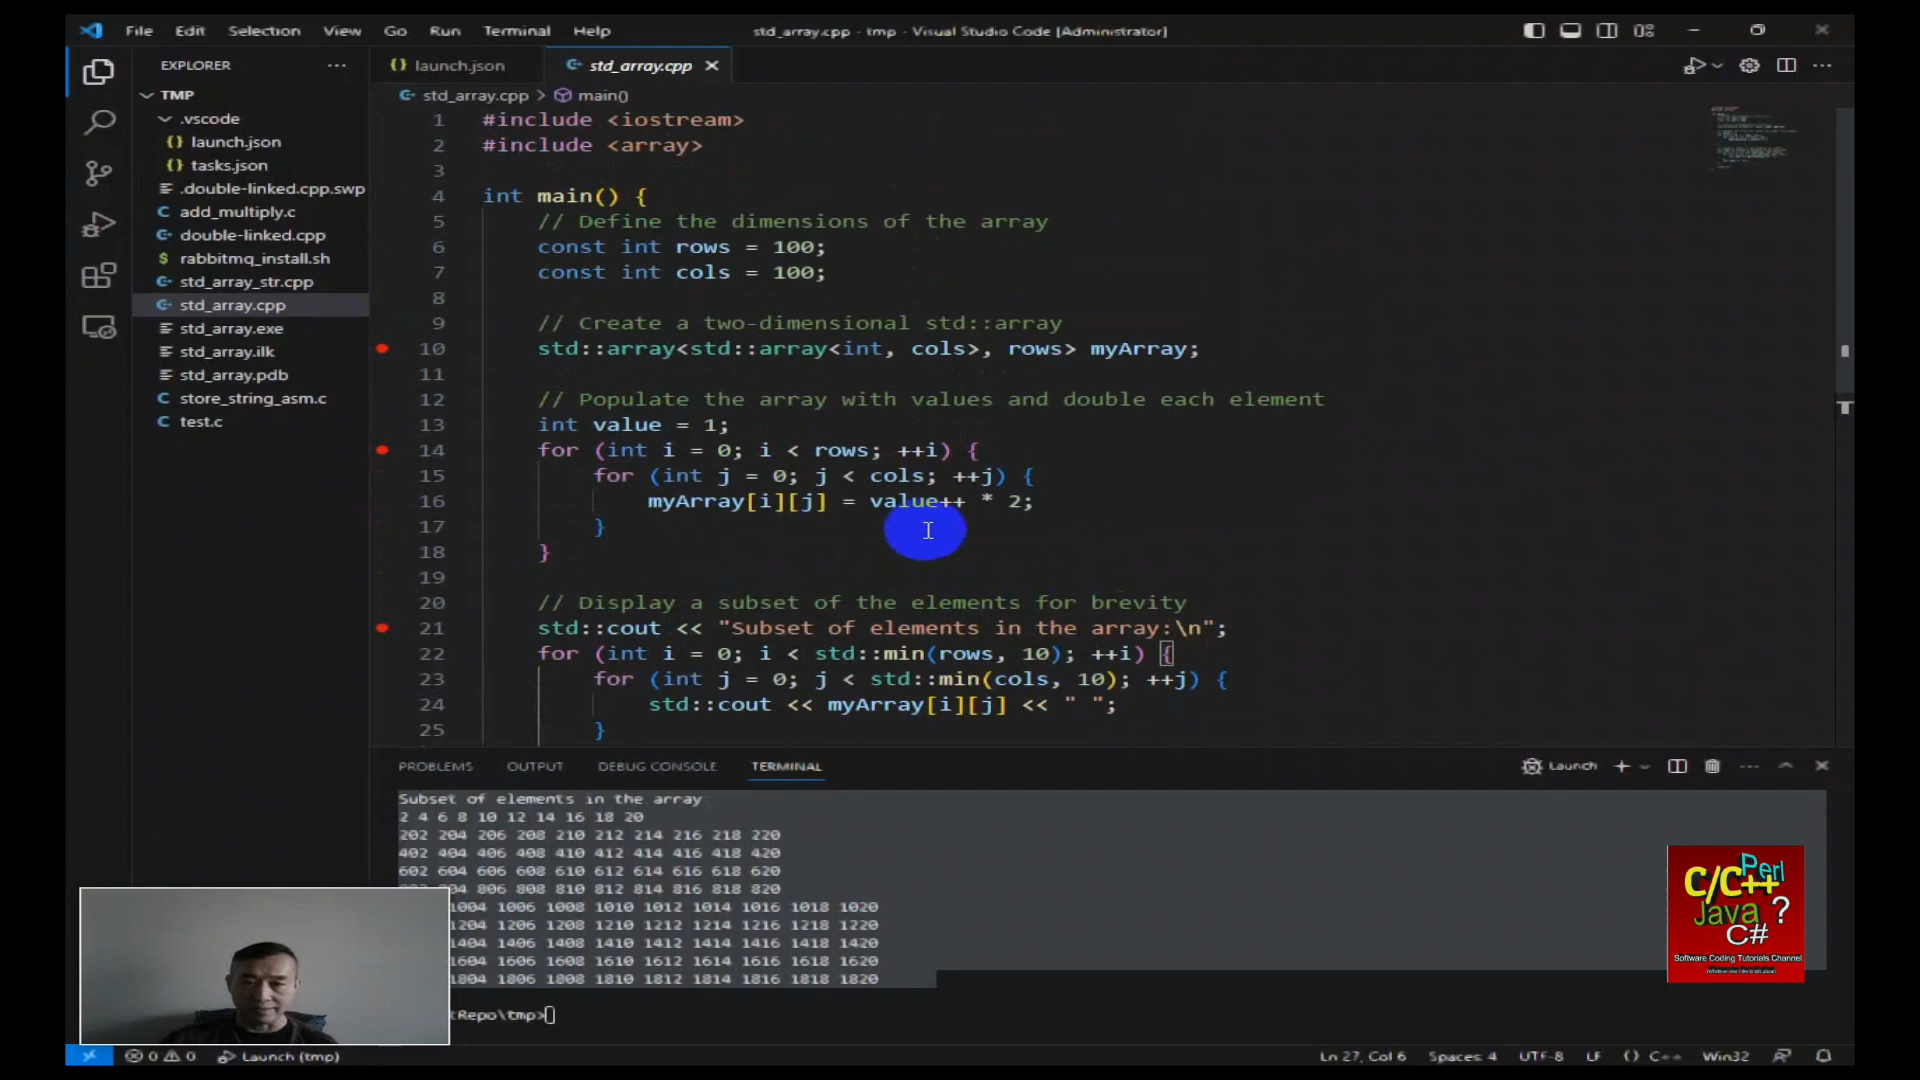 File Edit Selection View Go Run Terminal Help
std_array.cpp - tmp - Visual Studio Code [Administrator]
EXPLORER
TMP
.vscode
launch.json
tasks.json
.double-linked.cpp.swp
add_multiply.c
double-linked.cpp
rabbitmq_install.sh
std_array_str.cpp
std_array.cpp
std_array.exe
std_array.ilk
std_array.pdb
store_string_asm.c
test.c
launch.json
std_array.cpp
std_array.cpp > main()
1 #include <iostream>
2 #include <array>
3
4 int main() {
5 // Define the dimensions of the array
6 const int rows = 100;
7 const int cols = 100;
8
9 // Create a two-dimensional std::array
10 std::array<std::array<int, cols>, rows> myArray;
11
12 // Populate the array with values and double each element
13 int value = 1;
14 for (int i = 0; i < rows; ++i) {
15 for (int j = 0; j < cols; ++j) {
16 myArray[i][j] = value++ * 2;
17 }
18 }
19
20 // Display a subset of the elements for brevity
21 std::cout << "Subset of elements in the array:\n";
22 for (int i = 0; i < std::min(rows, 10); ++i) {
23 for (int j = 0; j < std::min(cols, 10); ++j) {
24 std::cout << myArray[i][j] << " ";
25 }
PROBLEMS OUTPUT DEBUG CONSOLE TERMINAL
Launch
Subset of elements in the array
2 4 6 8 10 12 14 16 18 20
202 204 206 208 210 212 214 216 218 220
402 404 406 408 410 412 414 416 418 420
602 604 606 608 610 612 614 616 618 620
804 806 808 810 812 814 816 818 820
1004 1006 1008 1010 1012 1014 1016 1018 1020
1204 1206 1208 1210 1212 1214 1216 1218 1220
1404 1406 1408 1410 1412 1414 1416 1418 1420
1604 1606 1608 1610 1612 1614 1616 1618 1620
1804 1806 1808 1810 1812 1814 1816 1818 1820
tRepo\tmp>
C/C++ Perl
Java ?
C#
Software Coding Tutorials Channel
0 0 Launch (tmp)
Ln 27, Col 6 Spaces: 4 UTF-8 LF {} C++ Win32